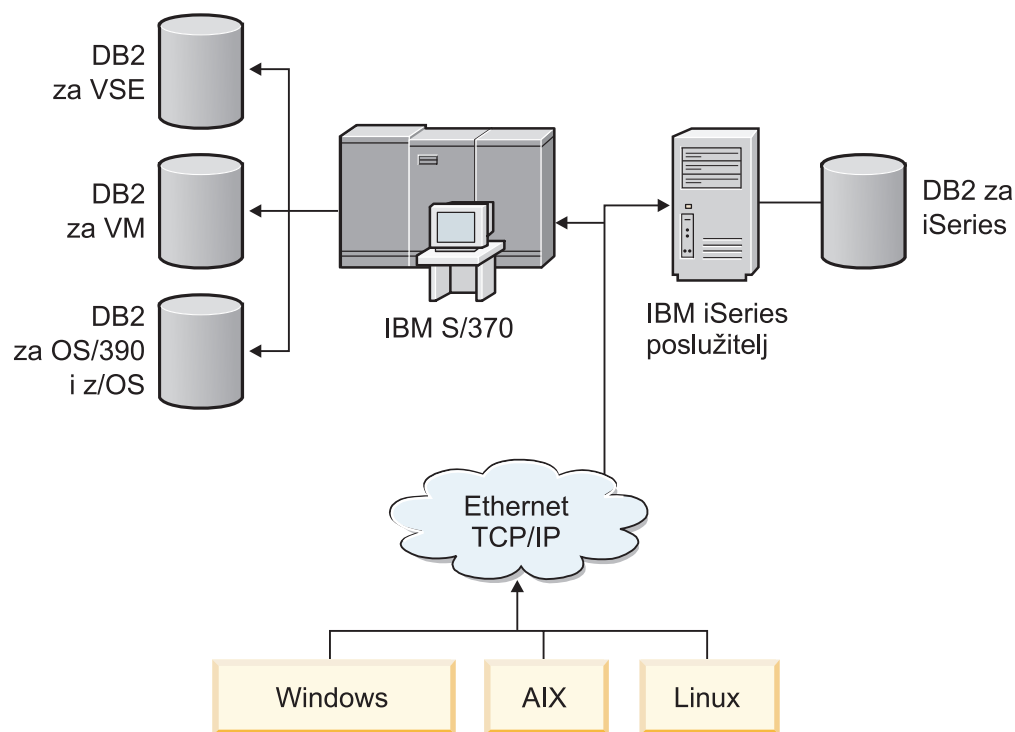 DB2
za VSE
DB2
za VM
DB2
za OS/390
i z/OS
IBM S/370
IBM iSeries
poslužitelj
DB2 za
iSeries
Ethernet
TCP/IP
Windows
AIX
Linux